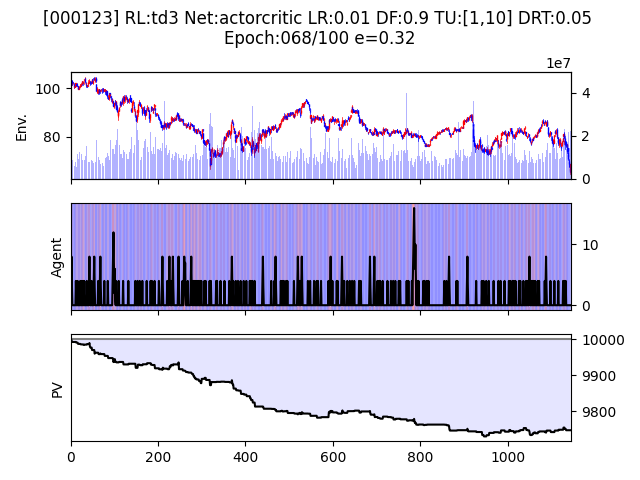 [000123] RL:td3 Net:actorcritic LR:0.01 DF:0.9 TU:[1,10] DRT:0.05
Epoch:068/100 e=0.32
1e7
100
80
Env.
4
2
0
Agent
10
0
PV
10000
9900
9800
0 200 400 600 800 1000